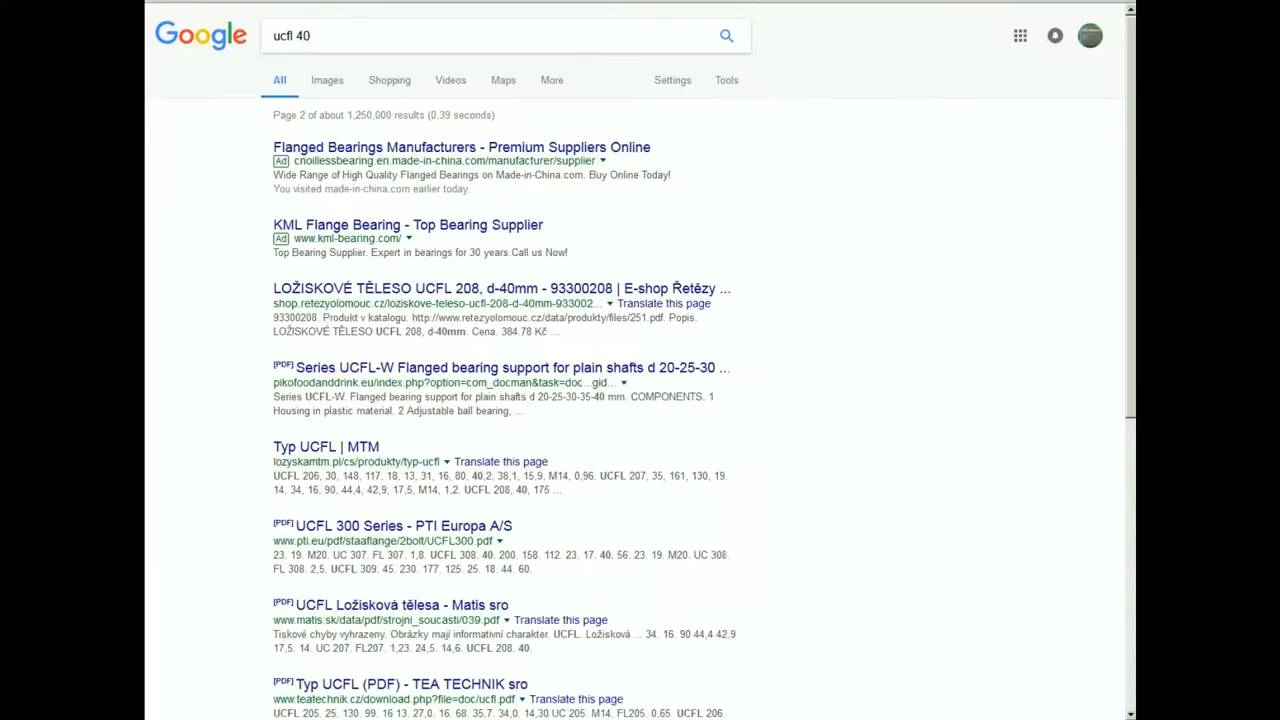 Google
ucfl 40
All Images Shopping Videos Maps More Settings Tools
Page 2 of about 1,250,000 results (0.39 seconds)
Flanged Bearings Manufacturers - Premium Suppliers Online
Ad cnoillessbearing.en.made-in-china.com/manufacturer/supplier
Wide Range of High Quality Flanged Bearings on Made-in-China.com. Buy Online Today!
You visited made-in-china.com earlier today.
KML Flange Bearing - Top Bearing Supplier
Ad www.kml-bearing.com/
Top Bearing Supplier. Expert in bearings for 30 years.Call us Now!
LOŽISKOVÉ TĚLESO UCFL 208, d-40mm - 93300208 | E-shop Řetězy ...
shop.retezyolomouc.cz/loziskove-teleso-ucfl-208-d-40mm-933002... Translate this page
93300208. Produkt v katalogu. http://www.retezyolomouc.cz/data/produkty/files/251.pdf. Popis.
LOŽISKOVÉ TĚLESO UCFL 208, d-40mm. Cena. 384.78 Kč ...
[PDF] Series UCFL-W Flanged bearing support for plain shafts d 20-25-30 ...
pikofoodanddrink.eu/index.php?option=com_docman&task=doc...gid...
Series UCFL-W. Flanged bearing support for plain shafts d 20-25-30-35-40 mm. COMPONENTS. 1
Housing in plastic material. 2 Adjustable ball bearing, ...
Typ UCFL | MTM
lozyskamtm.pl/cs/produkty/typ-ucfl Translate this page
UCFL 206, 30, 148, 117, 18, 13, 31, 16, 80, 40,2, 38,1, 15,9, M14, 0,96. UCFL 207, 35, 161, 130, 19,
14, 34, 16, 90, 44,4, 42,9, 17,5, M14, 1,2. UCFL 208, 40, 175 ...
[PDF] UCFL 300 Series - PTI Europa A/S
www.pti.eu/pdf/staaflange/2bolt/UCFL300.pdf
23. 19. M20. UC 307. FL 307. 1,8. UCFL 308. 40. 200. 158. 112. 23. 17. 40. 56. 23. 19. M20. UC 308.
FL 308. 2,5. UCFL 309. 45. 230. 177. 125. 25. 18. 44. 60.
[PDF] UCFL Ložisková tělesa - Matis sro
www.matis.sk/data/pdf/strojni_soucasti/039.pdf Translate this page
Tiskové chyby vyhrazeny. Obrázky mají informativní charakter. UCFL. Ložisková ... 34. 16. 90 44,4 42,9
17,5. 14. UC 207. FL207. 1,23. 24,5. 14,6. UCFL 208. 40.
[PDF] Typ UCFL (PDF) - TEA TECHNIK sro
www.teatechnik.cz/download.php?file=doc/ucfl.pdf Translate this page
UCFL 205. 25. 130. 99. 16 13. 27,0. 16. 68. 35,7. 34,0. 14,30 UC 205. M14. FL205. 0,65. UCFL 206.